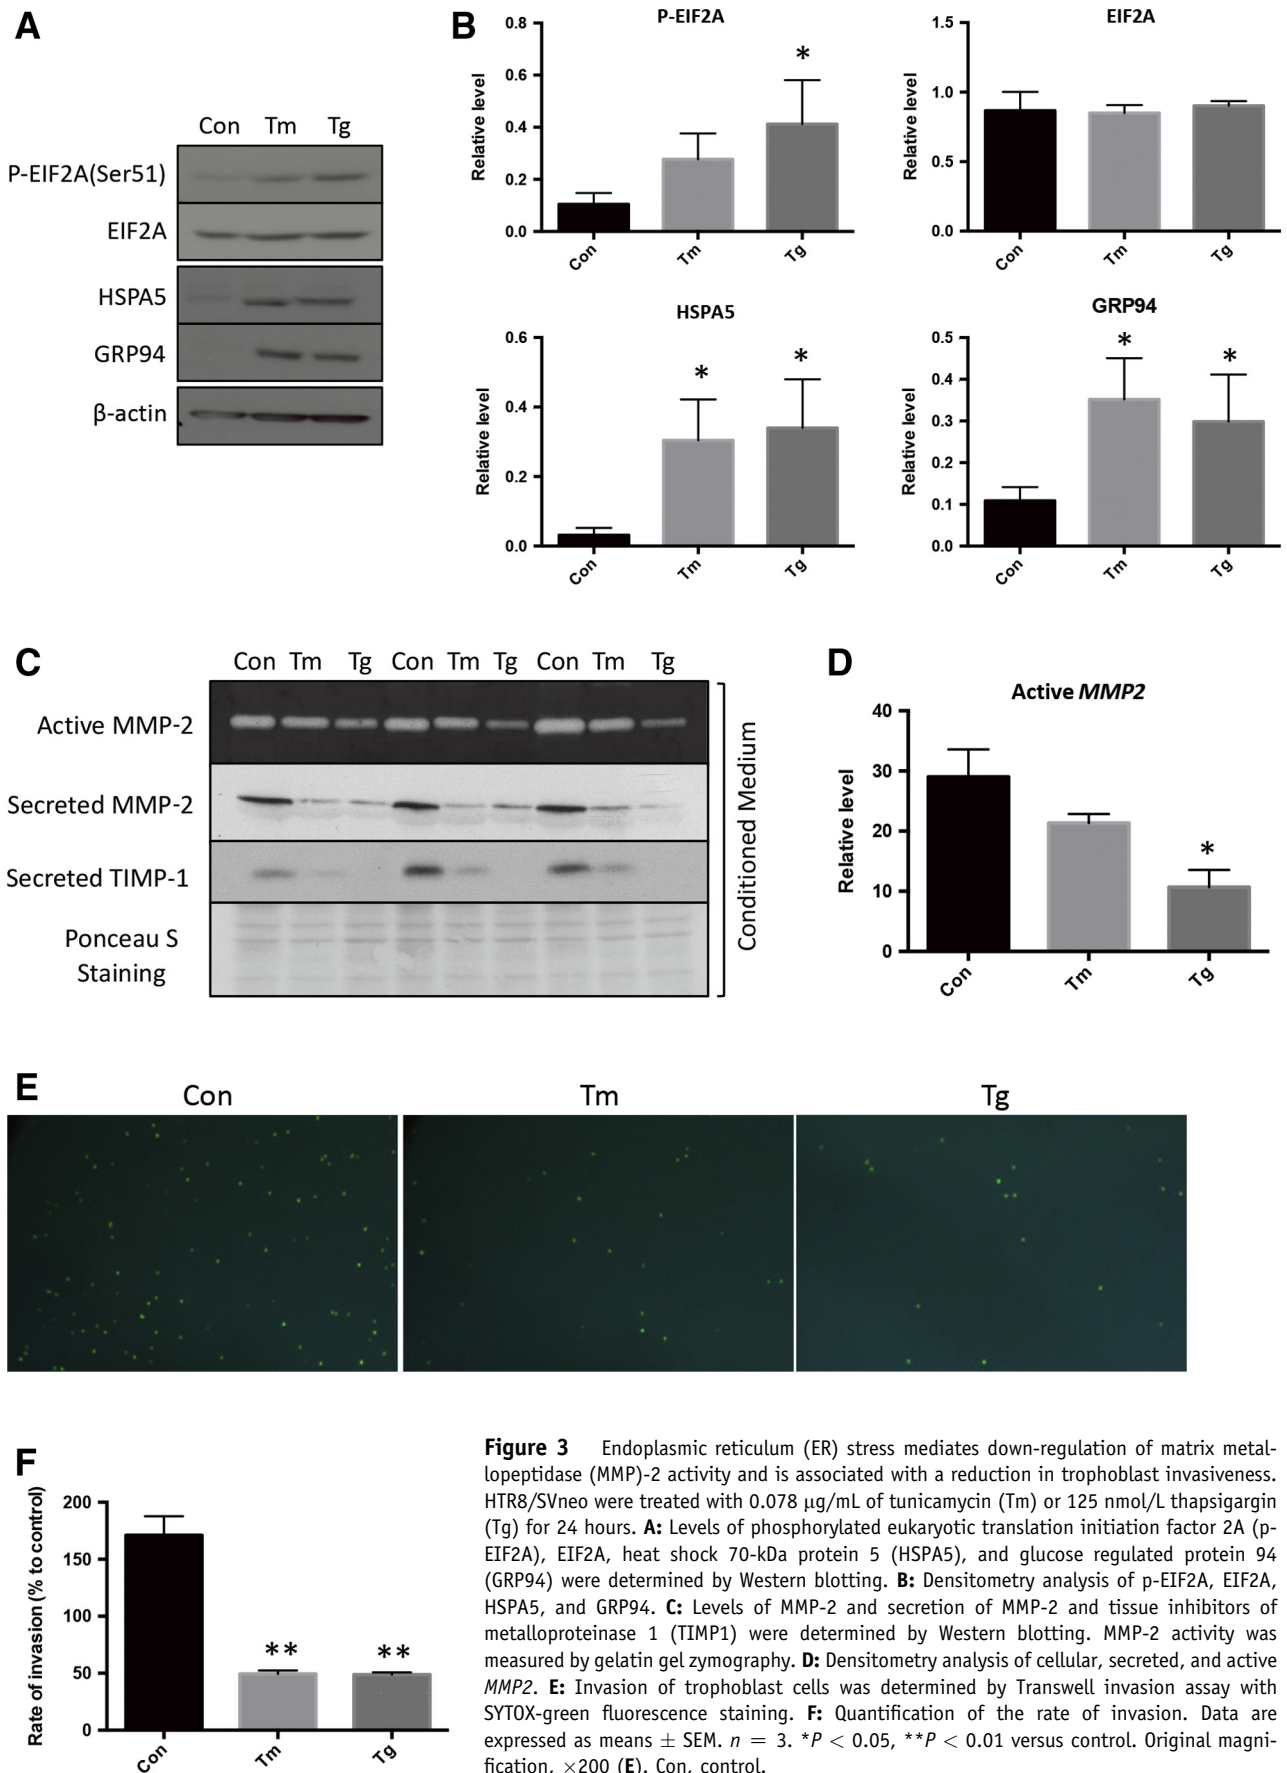 A
Con Tm Tg
P-EIF2A(Ser51)
EIF2A
HSPA5
GRP94
β-actin
B
P-EIF2A
Relative level
0.8
0.6
0.4
0.2
0.0
*
Con Tm Tg
EIF2A
Relative level
1.5
1.0
0.5
0.0
Con Tm Tg
HSPA5
Relative level
0.6
0.4
0.2
0.0
* *
Con Tm Tg
GRP94
Relative level
0.5
0.4
0.3
0.2
0.1
0.0
* *
Con Tm Tg
C
Con Tm Tg Con Tm Tg Con Tm Tg
Active MMP-2
Secreted MMP-2
Secreted TIMP-1
Ponceau S
Staining
Conditioned Medium
D
Active MMP2
Relative level
40
30
20
10
0
*
Con Tm Tg
E
Con Tm Tg
F
Rate of invasion (% to control)
200
150
100
50
0
** **
Con Tm Tg
Figure 3 Endoplasmic reticulum (ER) stress mediates down-regulation of matrix metal-
lopeptidase (MMP)-2 activity and is associated with a reduction in trophoblast invasiveness.
HTR8/SVneo were treated with 0.078 μg/mL of tunicamycin (Tm) or 125 nmol/L thapsigargin
(Tg) for 24 hours. A: Levels of phosphorylated eukaryotic translation initiation factor 2A (p-
EIF2A), EIF2A, heat shock 70-kDa protein 5 (HSPA5), and glucose regulated protein 94
(GRP94) were determined by Western blotting. B: Densitometry analysis of p-EIF2A, EIF2A,
HSPA5, and GRP94. C: Levels of MMP-2 and secretion of MMP-2 and tissue inhibitors of
metalloproteinase 1 (TIMP1) were determined by Western blotting. MMP-2 activity was
measured by gelatin gel zymography. D: Densitometry analysis of cellular, secreted, and active
MMP2. E: Invasion of trophoblast cells was determined by Transwell invasion assay with
SYTOX-green fluorescence staining. F: Quantification of the rate of invasion. Data are
expressed as means ± SEM. n = 3. *P < 0.05, **P < 0.01 versus control. Original magni-
fication, ×200 (E). Con, control.